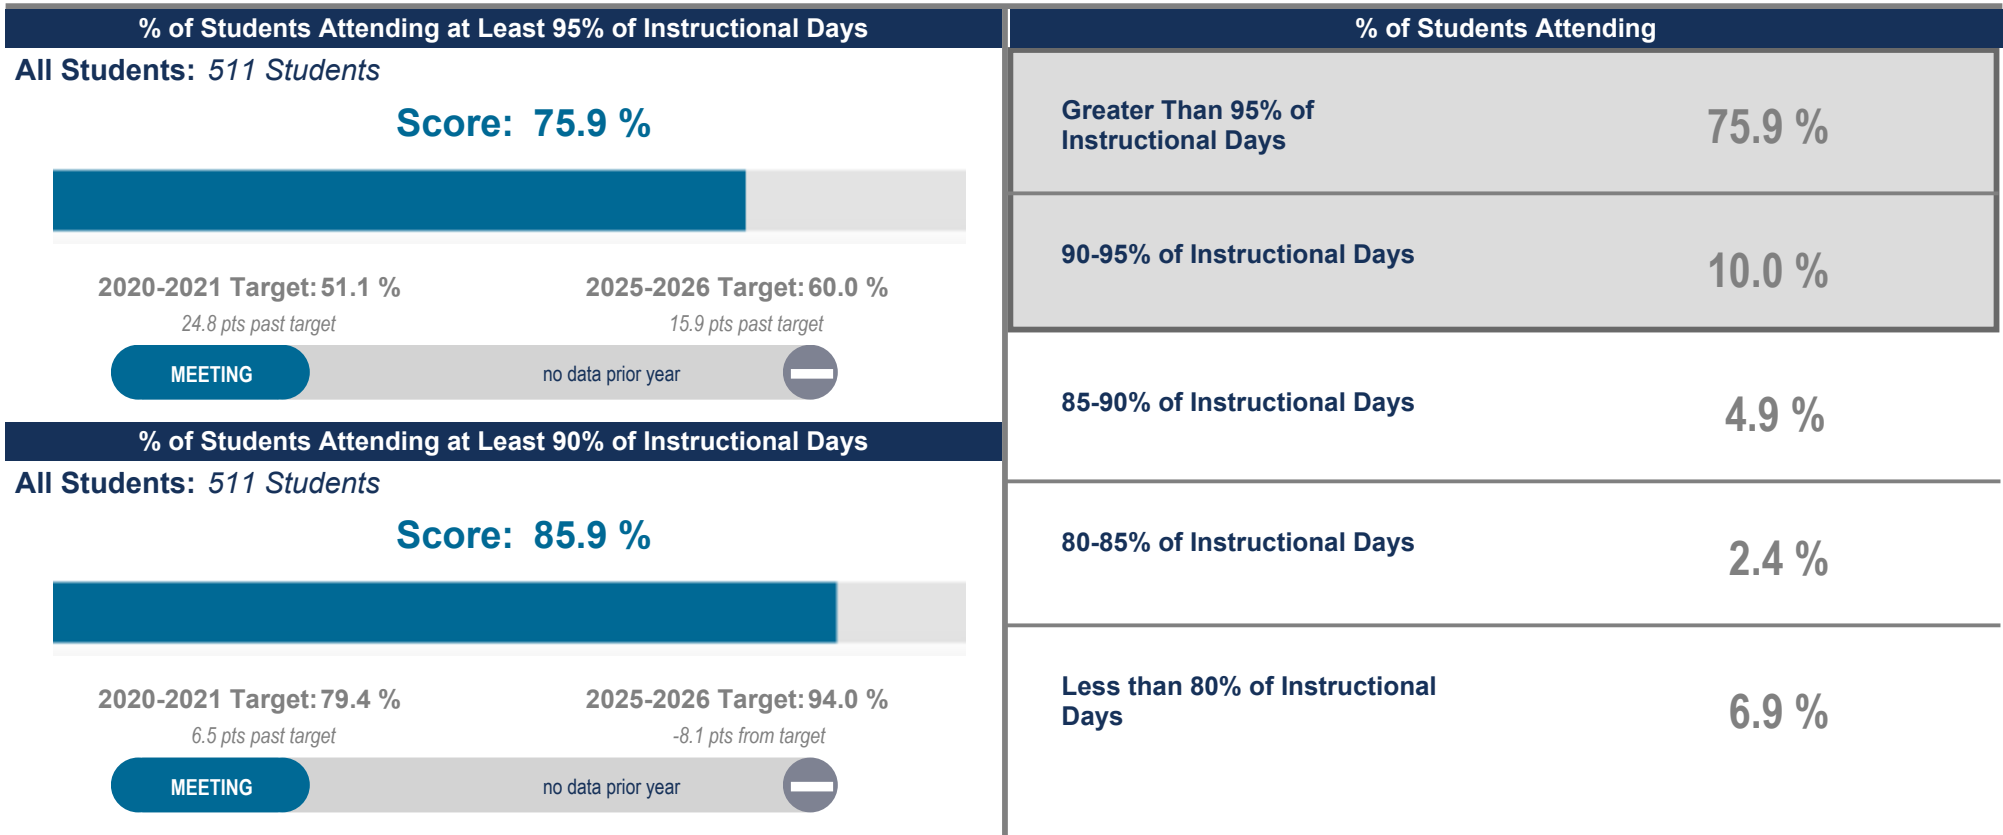 % of Students Attending at Least 95% of Instructional Days
All Students: 511 Students
Score: 75.9 %
2020-2021 Target: 51.1 %
2025-2026 Target: 60.0 %
24.8 pts past target
15.9 pts past target
MEETING
no data prior year
% of Students Attending at Least 90% of Instructional Days
All Students: 511 Students
Score: 85.9 %
2020-2021 Target: 79.4 %
2025-2026 Target: 94.0 %
6.5 pts past target
-8.1 pts from target
MEETING
no data prior year
% of Students Attending
Greater Than 95% of
Instructional Days
75.9 %
90-95% of Instructional Days
10.0 %
85-90% of Instructional Days
4.9 %
80-85% of Instructional Days
2.4 %
Less than 80% of Instructional
Days
6.9 %